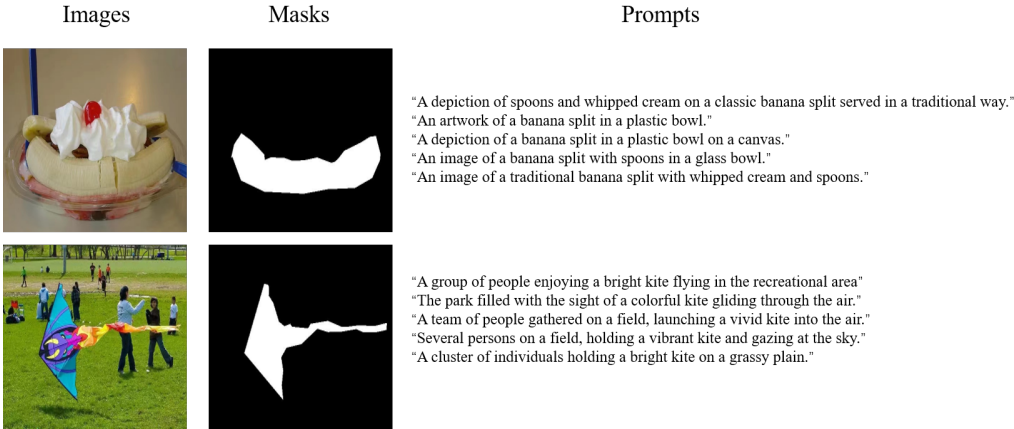 Images
Masks
Prompts
“A depiction of spoons and whipped cream on a classic banana split served in a traditional way.”
“An artwork of a banana split in a plastic bowl.”
“A depiction of a banana split in plastic bowl on a canvas.”
“An image of a banana split with spoons in a glass bowl.”
“An image of a traditional banana split with whipped cream and spoons.”
“A group of people enjoying a bright kite flying in the recreational area”
“The park filled with the sight of a colorful kite gliding through the air.”
“A team of people gathered on a field, launching a vivid kite into the air.”
“Several persons on a field, holding a vibrant kite and gazing at the sky.”
“A cluster of individuals holding a bright kite on a grassy plain.”